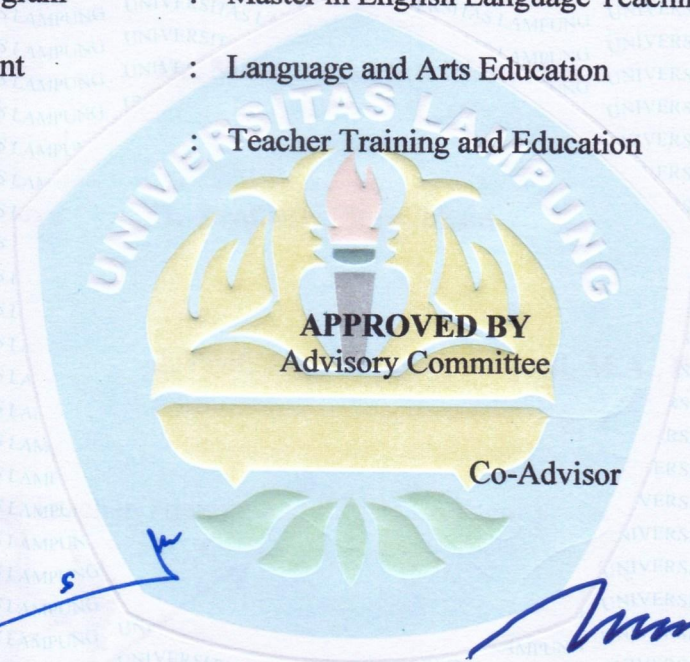 Master in English Language Teachin
nt : Language and Arts Education
: Teacher Training and Education
UNIVERSITAS LAMPUNG
APPROVED BY
Advisory Committee
Co-Advisor